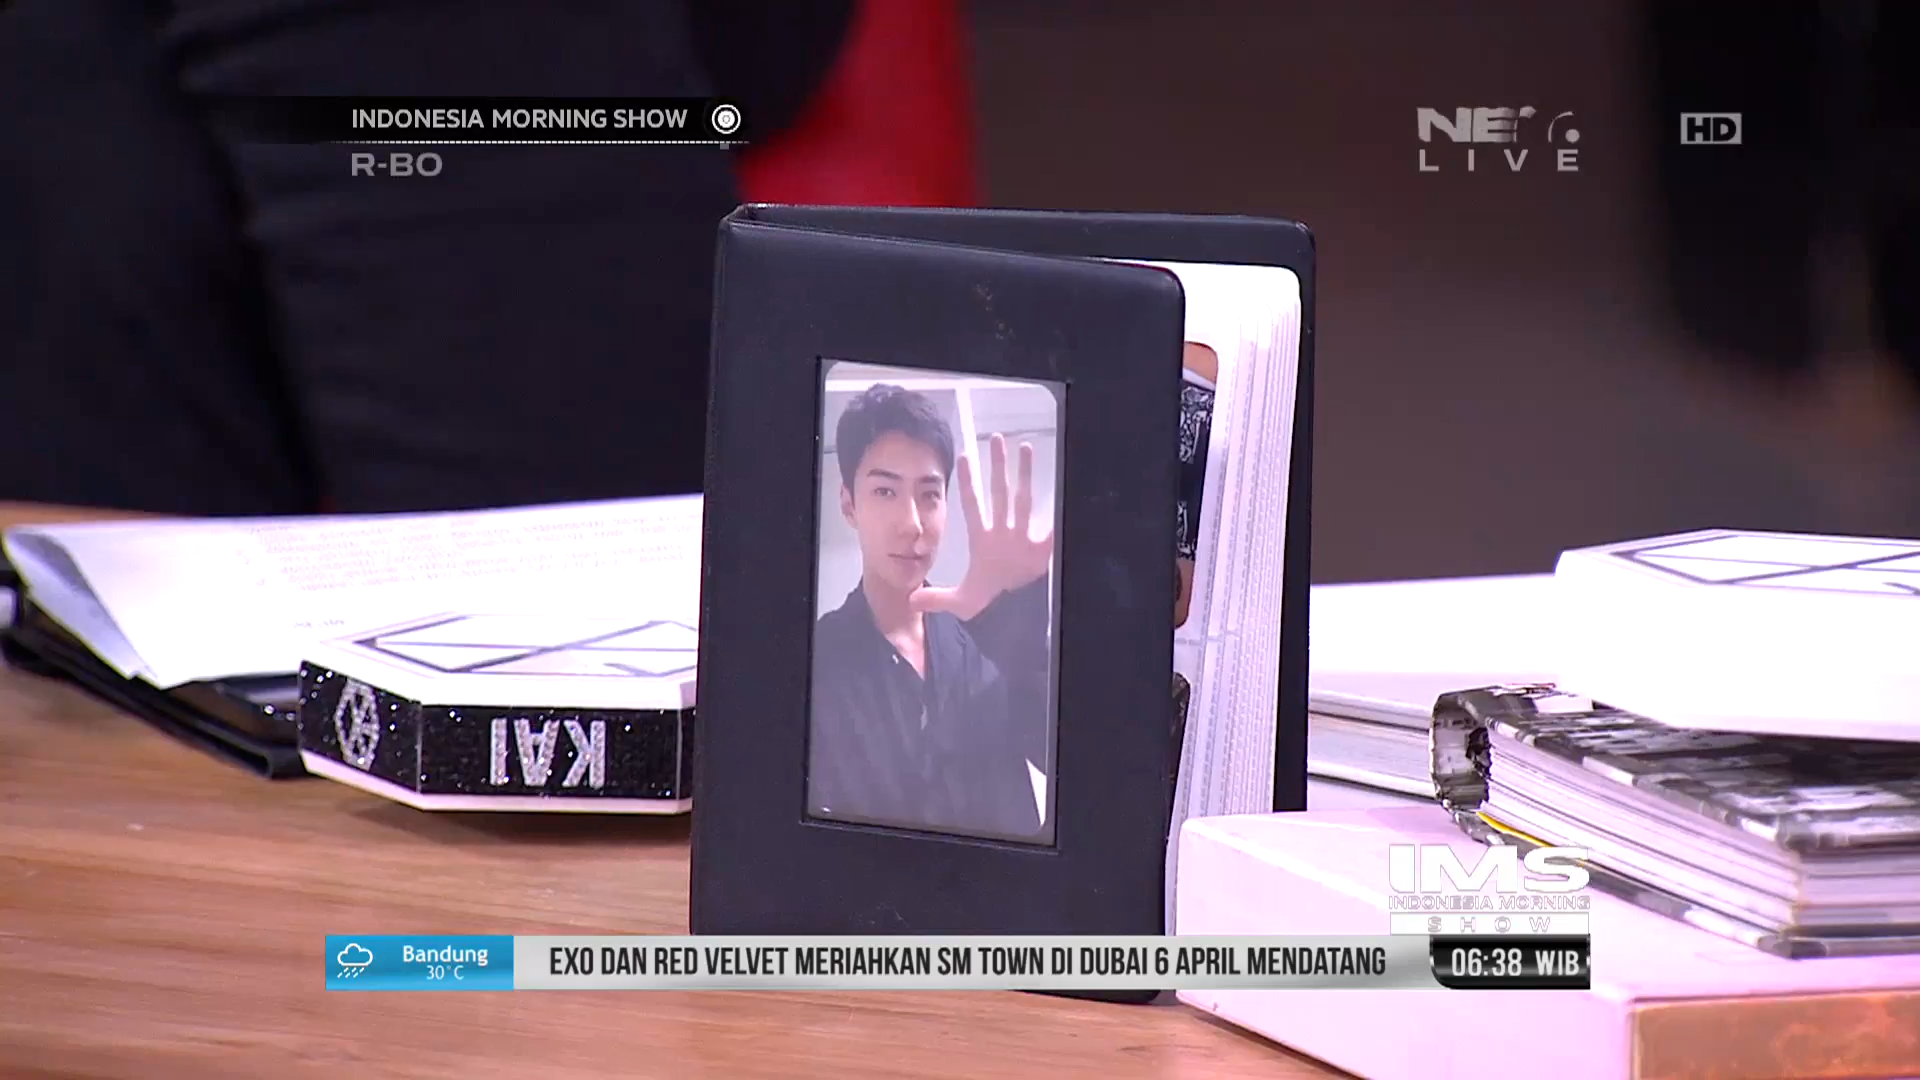 INDONESIA MORNING SHOW
R-BO
NET
LIVE
HD
KAI
IMS
INDONESIA MORNING
SHOW
Bandung
30°C
EXO DAN RED VELVET MERIAHKAN SM TOWN DI DUBAI 6 APRIL MENDATANG
06:38 WIB